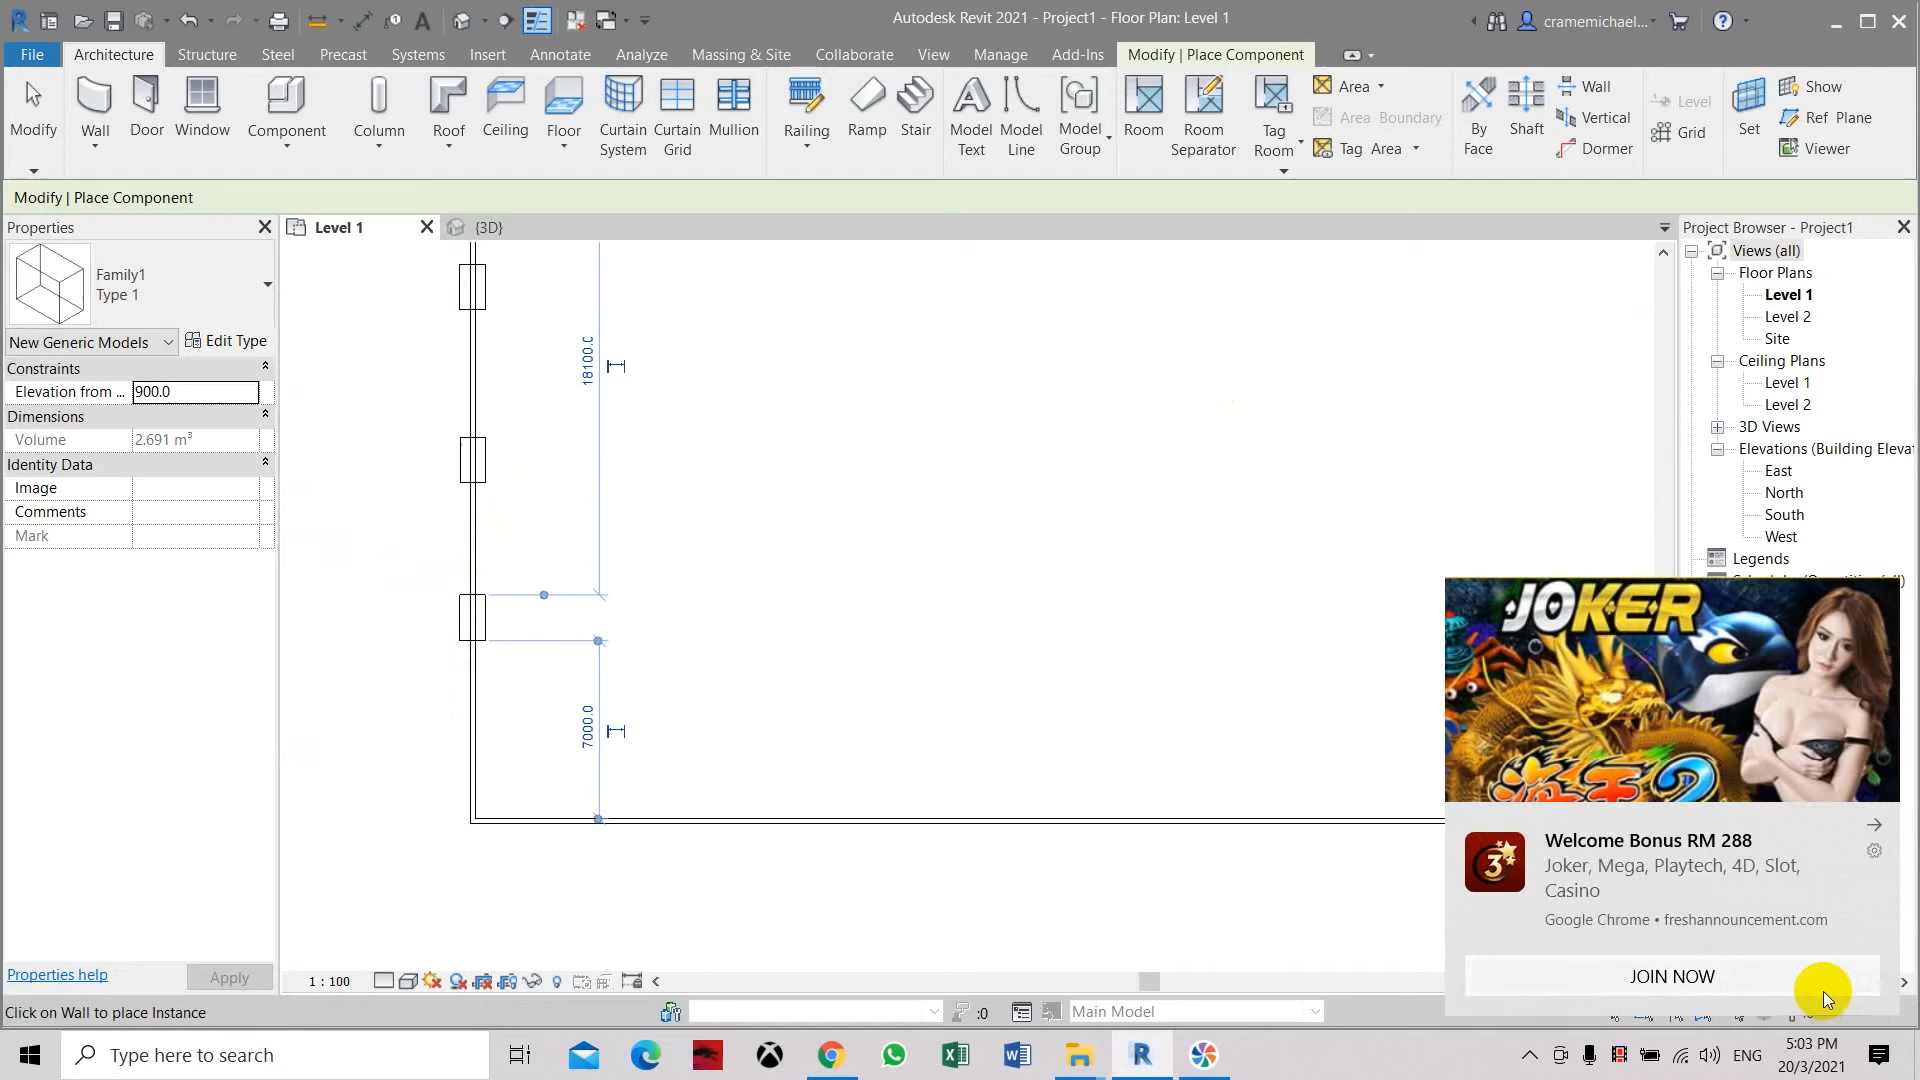 Autodesk Revit 2021 - Project1 - Floor Plan: Level 1
cramemichael...
File Architecture Structure Steel Precast Systems Insert Annotate Analyze Massing & Site Collaborate View Manage Add-Ins Modify | Place Component
Modify Wall Door Window Component Column Roof Ceiling Floor Curtain System Curtain Grid Mullion Railing Ramp Stair Model Text Model Line Model Group Room Room Separator Tag Room
Area
Area Boundary
Tag Area
By Face
Shaft
Wall
Vertical
Dormer
Level
Grid
Set
Show
Ref Plane
Viewer
Modify | Place Component
Properties
Family1
Type 1
New Generic Models
Edit Type
Constraints
Elevation from ... 900.0
Dimensions
Volume 2.691 m³
Identity Data
Image
Comments
Mark
Properties help
Apply
Level 1
{3D}
18100.0
7000.0
Project Browser - Project1
Views (all)
Floor Plans
Level 1
Level 2
Site
Ceiling Plans
Level 1
Level 2
3D Views
Elevations (Building Eleva
East
North
South
West
Legends
JOKER
海王2
3
Welcome Bonus RM 288
Joker, Mega, Playtech, 4D, Slot,
Casino
Google Chrome • freshannouncement.com
JOIN NOW
1 : 100
Click on Wall to place Instance
:0
Main Model
Type here to search
ENG
5:03 PM
20/3/2021